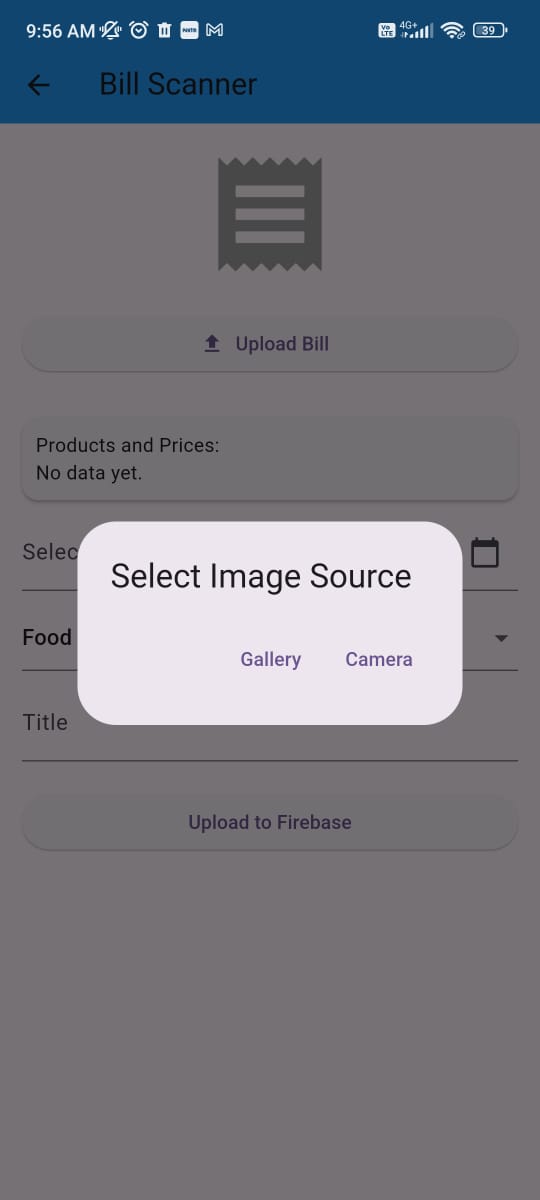 9:56 AM
Vo LTE 4G+ 39
Bill Scanner
Upload Bill
Products and Prices:
No data yet.
Selec
Select Image Source
Food
Gallery Camera
Title
Upload to Firebase